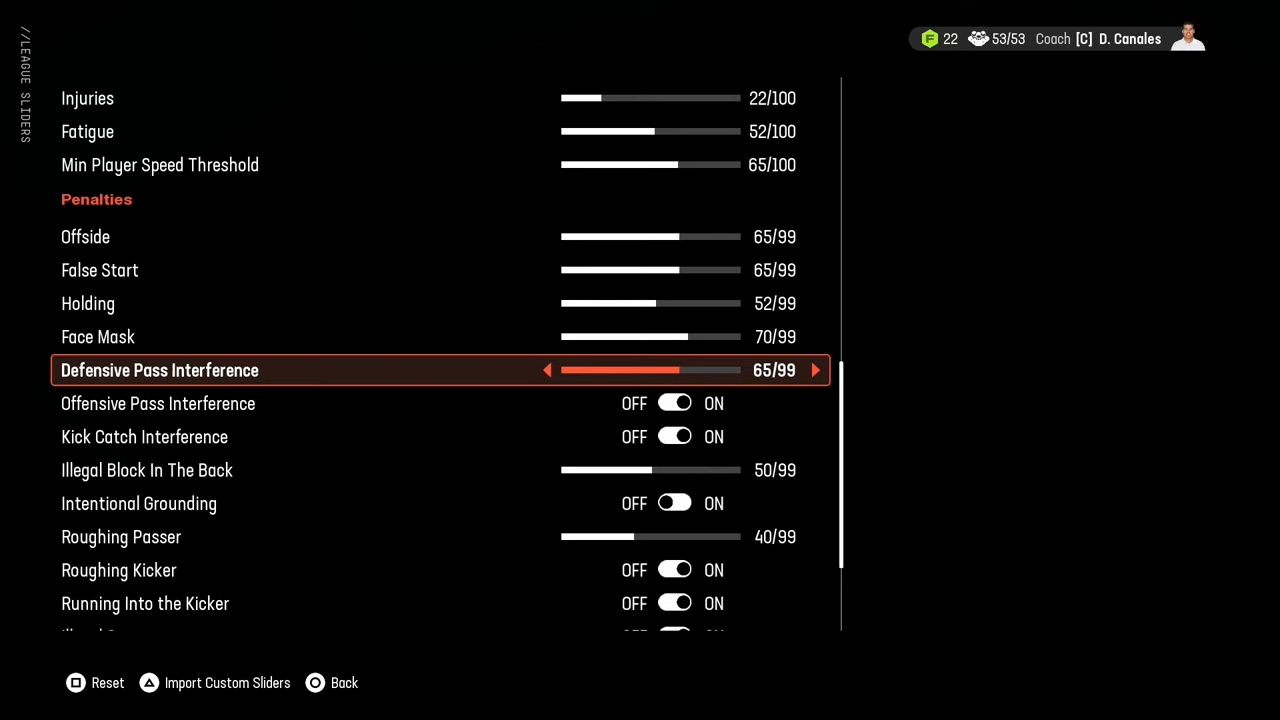 //LEAGUE SLIDERS
22 53/53 Coach [C] D. Canales
Injuries 22/100
Fatigue 52/100
Min Player Speed Threshold 65/100
Penalties
Offside 65/99
False Start 65/99
Holding 52/99
Face Mask 70/99
Defensive Pass Interference 65/99
Offensive Pass Interference OFF ON
Kick Catch Interference OFF ON
Illegal Block In The Back 50/99
Intentional Grounding OFF ON
Roughing Passer 40/99
Roughing Kicker OFF ON
Running Into the Kicker OFF ON
Reset Import Custom Sliders Back